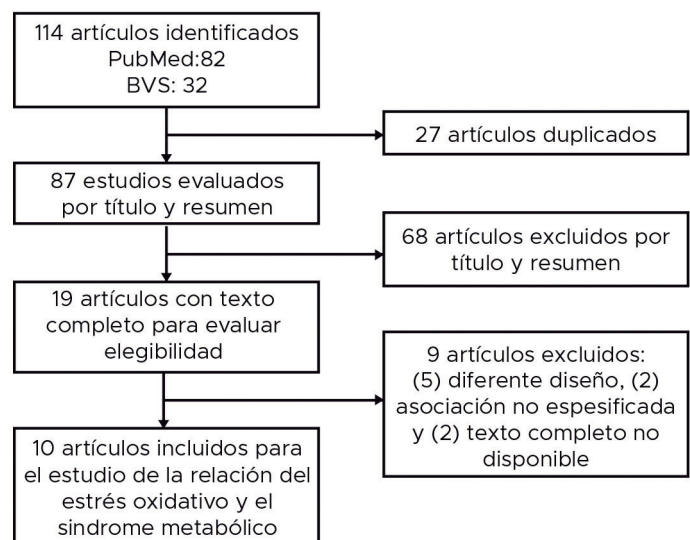 114 artículos identificados
PubMed:82
BVS: 32
27 artículos duplicados
87 estudios evaluados
por título y resumen
68 artículos excluidos por
título y resumen
19 artículos con texto
completo para evaluar
elegibilidad
9 artículos excluidos:
(5) diferente diseño, (2)
asociación no espesificada
y (2) texto completo no
disponible
10 artículos incluidos para
el estudio de la relación del
estrés oxidativo y el
sindrome metabólico